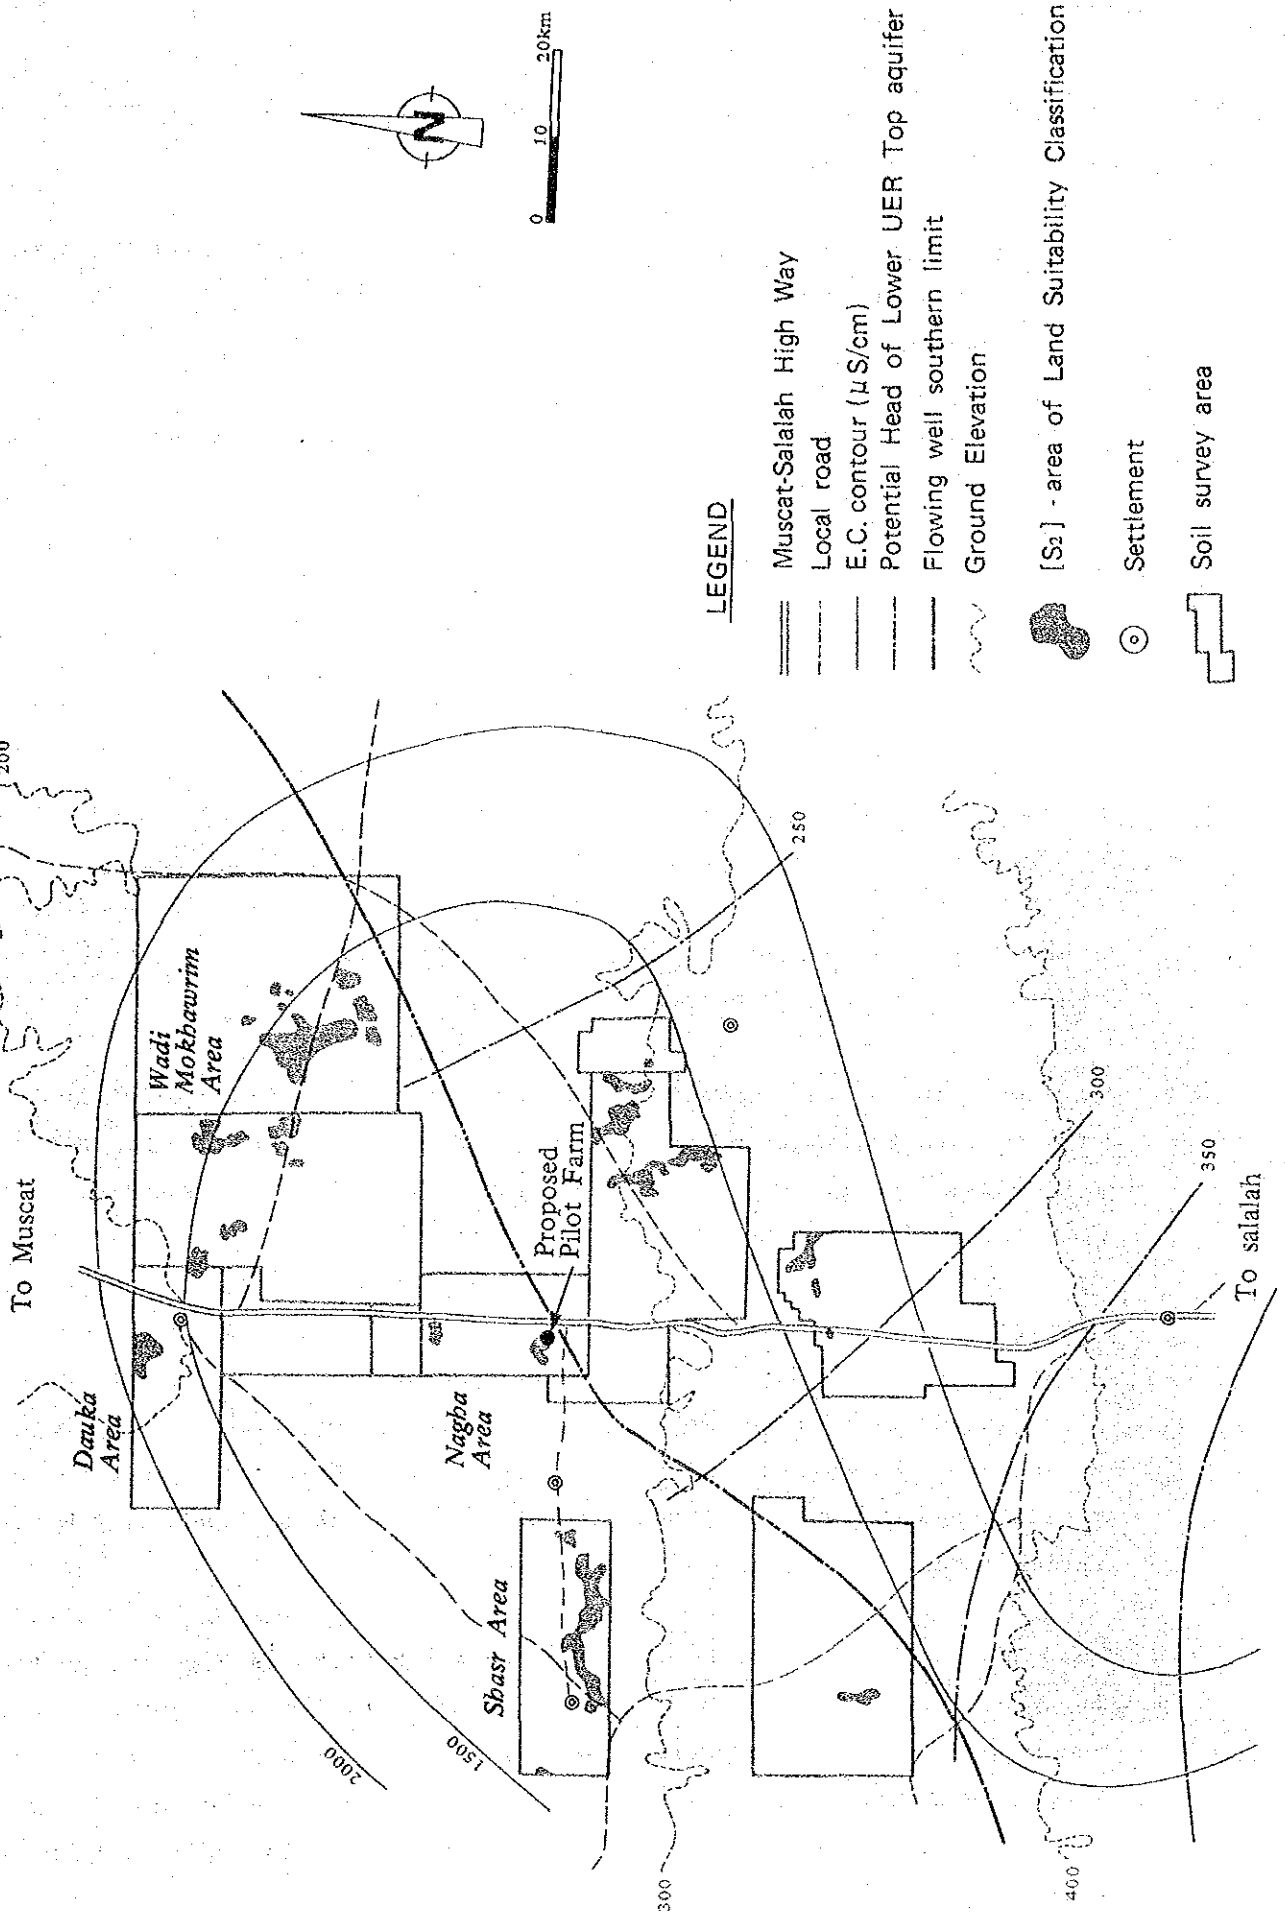 To Muscat
200
Dauka
Area
Wadi
Mokhawrim
Area
Nagha
Area
Proposed
Pilot Farm
Shasr Area
2000
1500
250
300
350
300
400
To salalah
N
0
10
20km
LEGEND
Muscat-Salalah High Way
Local road
E.C. contour (μS/cm)
Potential Head of Lower UER Top aquifer
Flowing well southern limit
Ground Elevation
[S2] - area of Land Suitability Classification
Settlement
Soil survey area